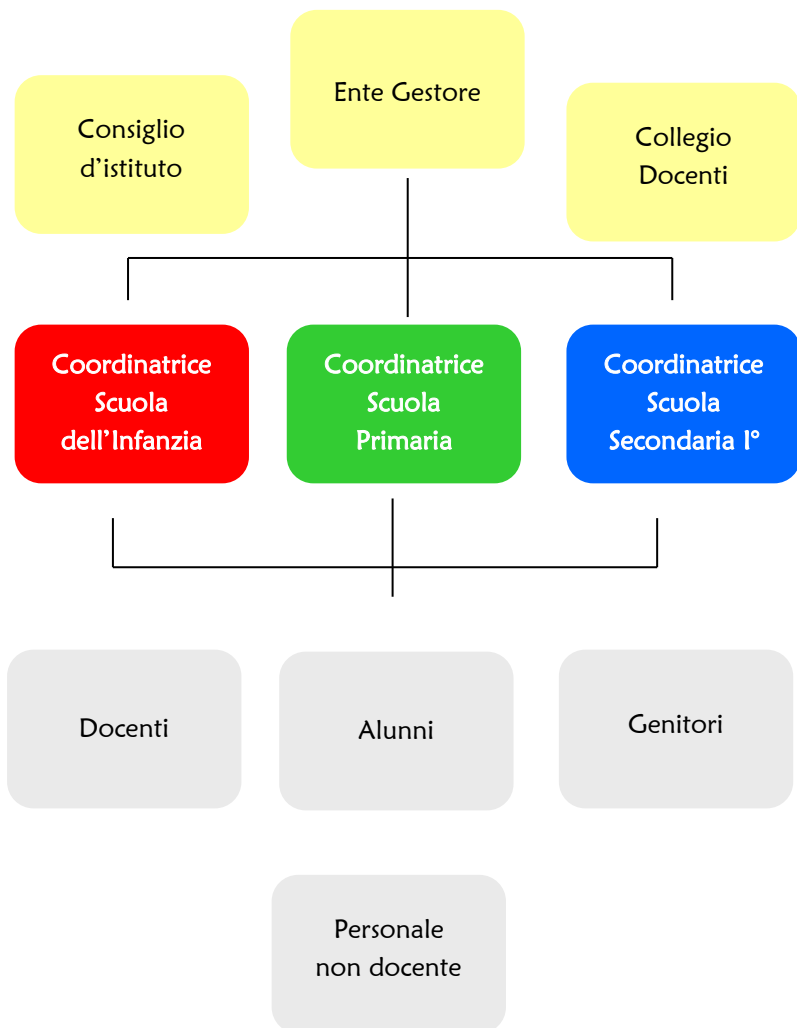 Ente Gestore
Consiglio
d’istituto
Collegio
Docenti
Coordinatrice
Scuola
dell’Infanzia
Coordinatrice
Scuola
Primaria
Coordinatrice
Scuola
Secondaria I°
Docenti
Alunni
Genitori
Personale
non docente